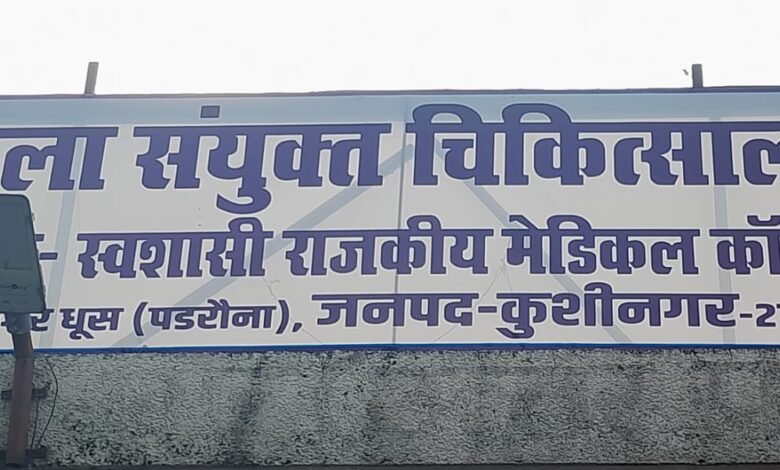 ला संयुक्त चिकित्साल
- स्वशासी राजकीय मेडिकल कॉ
धूस (पडरौना), जनपद-कुशीनगर-2